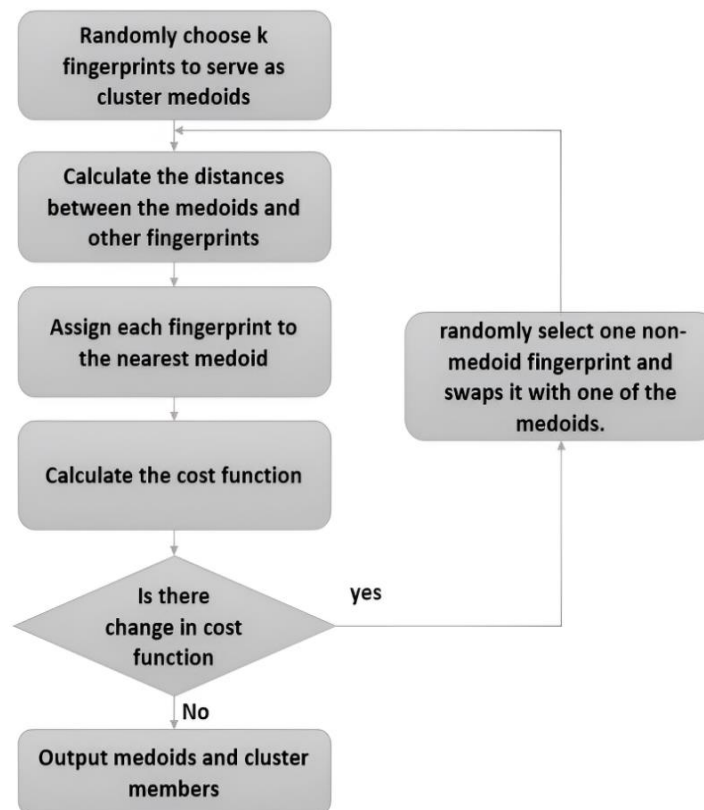 Randomly choose k
fingerprints to serve as
cluster medoids
Calculate the distances
between the medoids and
other fingerprints
Assign each fingerprint to
the nearest medoid
randomly select one non-
medoid fingerprint and
swaps it with one of the
medoids.
Calculate the cost function
Is there
change in cost
function
yes
No
Output medoids and cluster
members